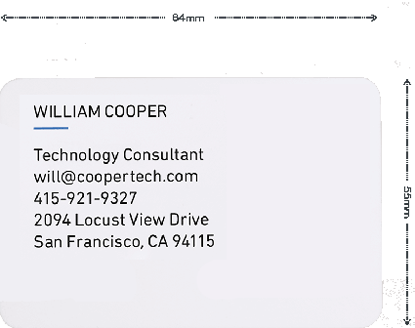 84mm
WILLIAM COOPER
Technology Consultant
will@coopertech.com
415-921-9327
2094 Locust View Drive
San Francisco, CA 94115
55mm